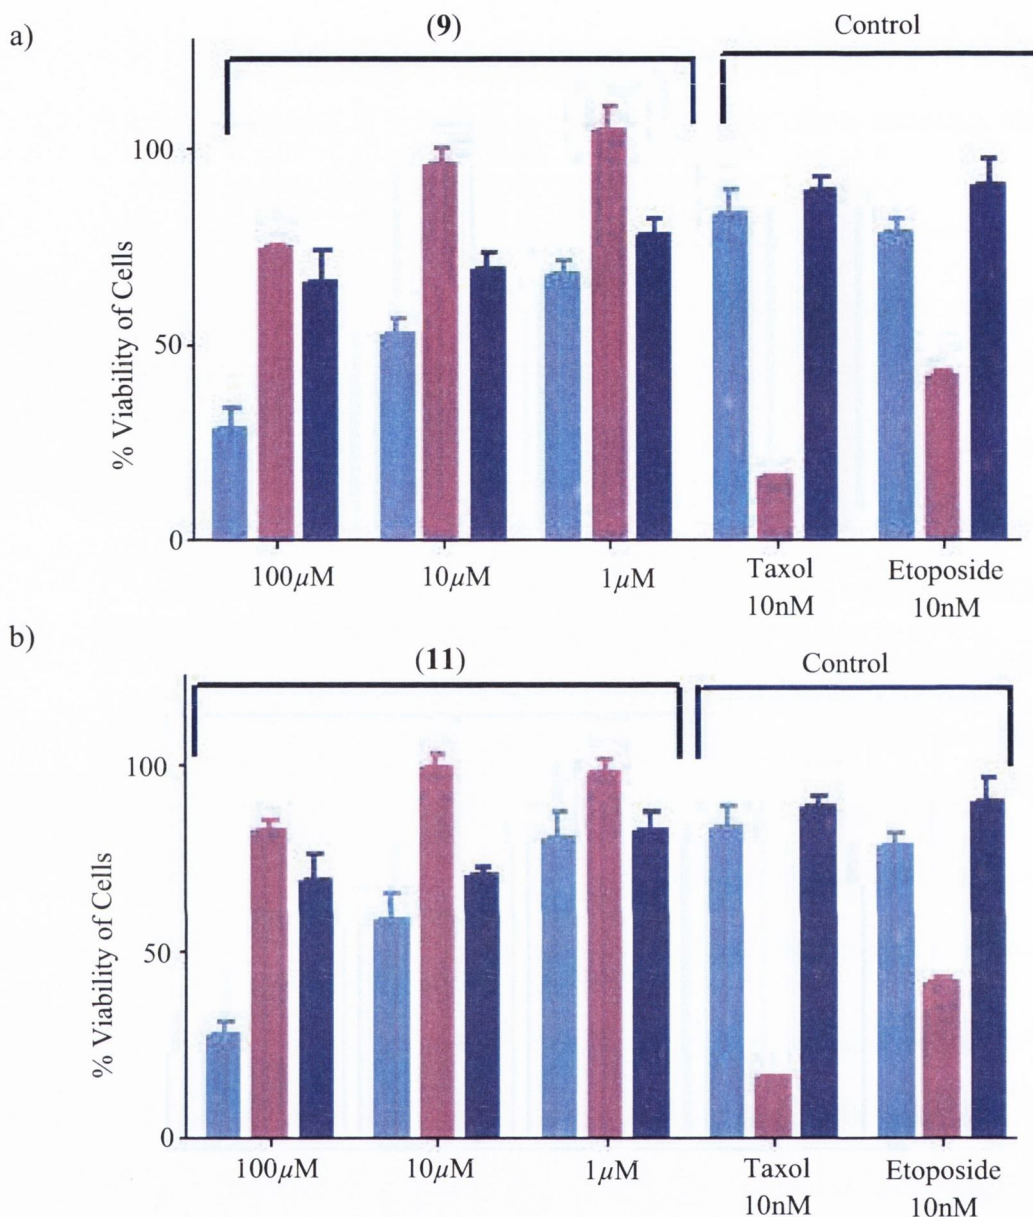 a)
(9)
Control
% Viability of Cells
100
50
0
100μM
10μM
1μM
Taxol
10nM
Etoposide
10nM
b)
(11)
Control
% Viability of Cells
100
50
0
100μM
10μM
1μM
Taxol
10nM
Etoposide
10nM